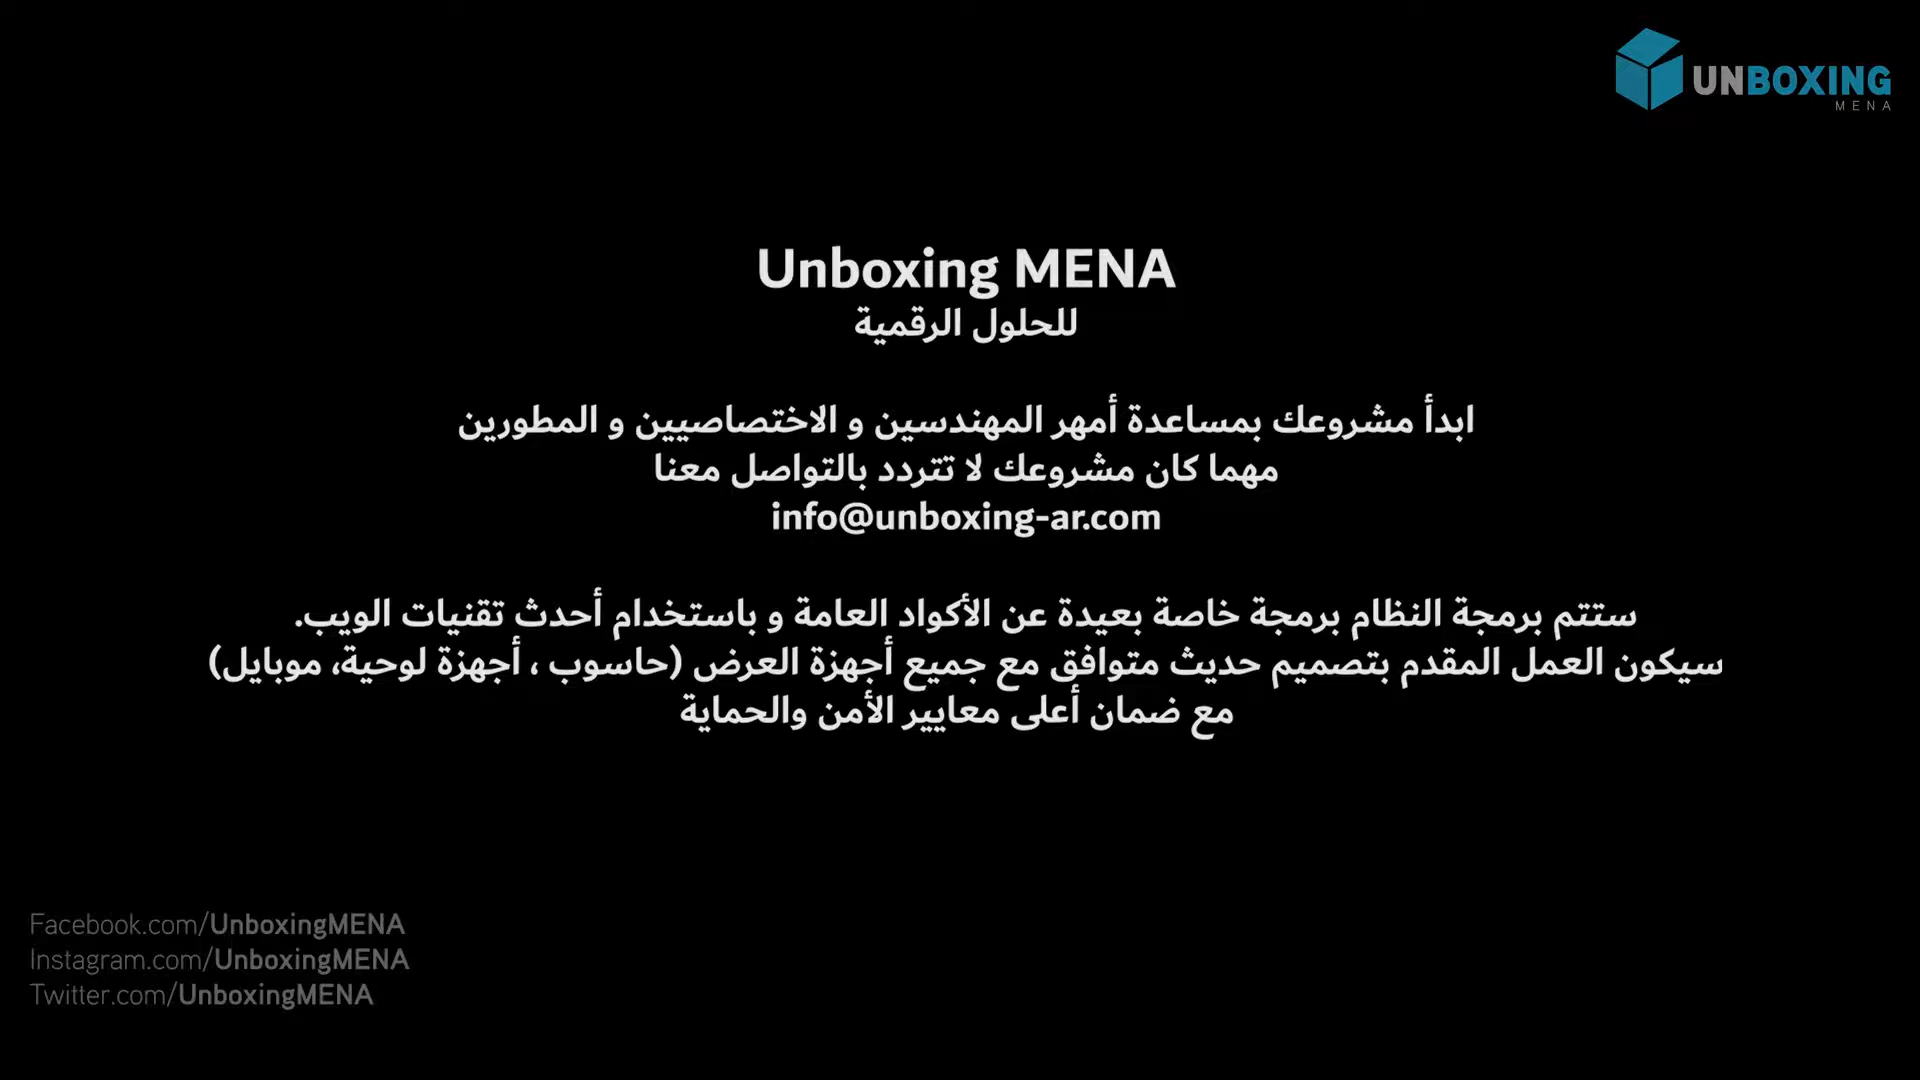 UNBOXING
MENA
Unboxing MENA
للحلول الرقمية
ابدأ مشروعك بمساعدة أمهر المهندسين و الاختصاصيين و المطورين
مهما كان مشروعك لا تتردد بالتواصل معنا
info@unboxing-ar.com
ستتم برمجة النظام برمجة خاصة بعيدة عن الأكواد العامة و باستخدام أحدث تقنيات الويب.
سيكون العمل المقدم بتصميم حديث متوافق مع جميع أجهزة العرض (حاسوب ، أجهزة لوحية، موبايل)
مع ضمان أعلى معايير الأمن والحماية
Facebook.com/UnboxingMENA
Instagram.com/UnboxingMENA
Twitter.com/UnboxingMENA